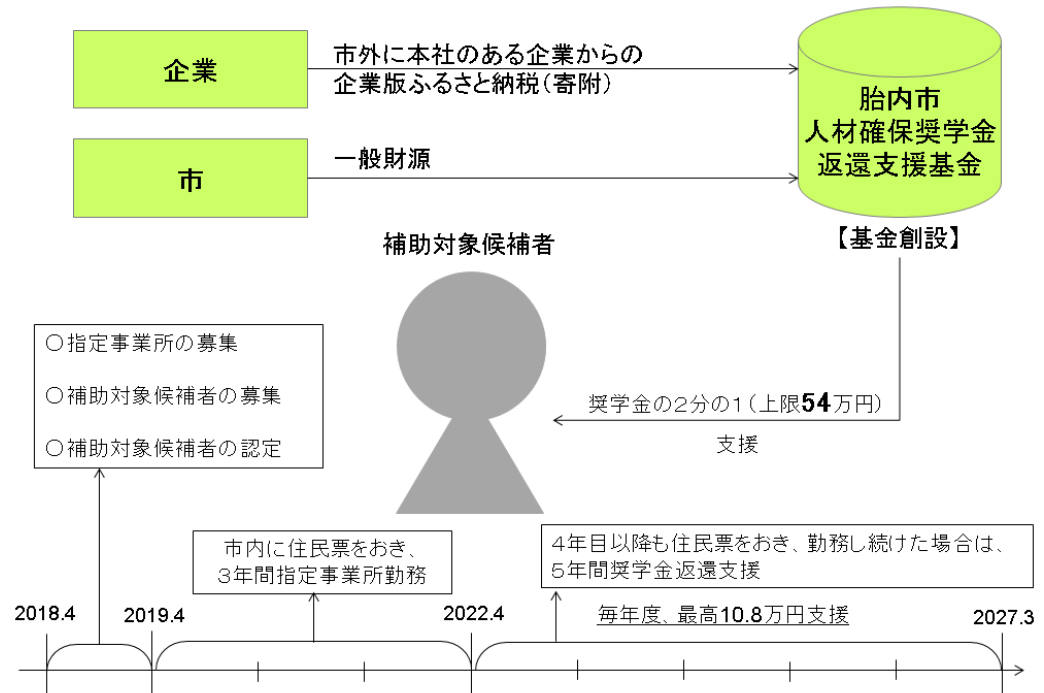 企業
市外に本社のある企業からの
企業版ふるさと納税(寄附)
胎内市
人材確保奨学金
返還支援基金
市
一般財源
【基金創設】
補助対象候補者
○指定事業所の募集
○補助対象候補者の募集
○補助対象候補者の認定
奨学金の2分の1(上限54万円)
支援
市内に住民票をおき、
3年間指定事業所勤務
4年目以降も住民票をおき、勤務し続けた場合は、
5年間奨学金返還支援
毎年度、最高10.8万円支援
2018.4
2019.4
2022.4
2027.3